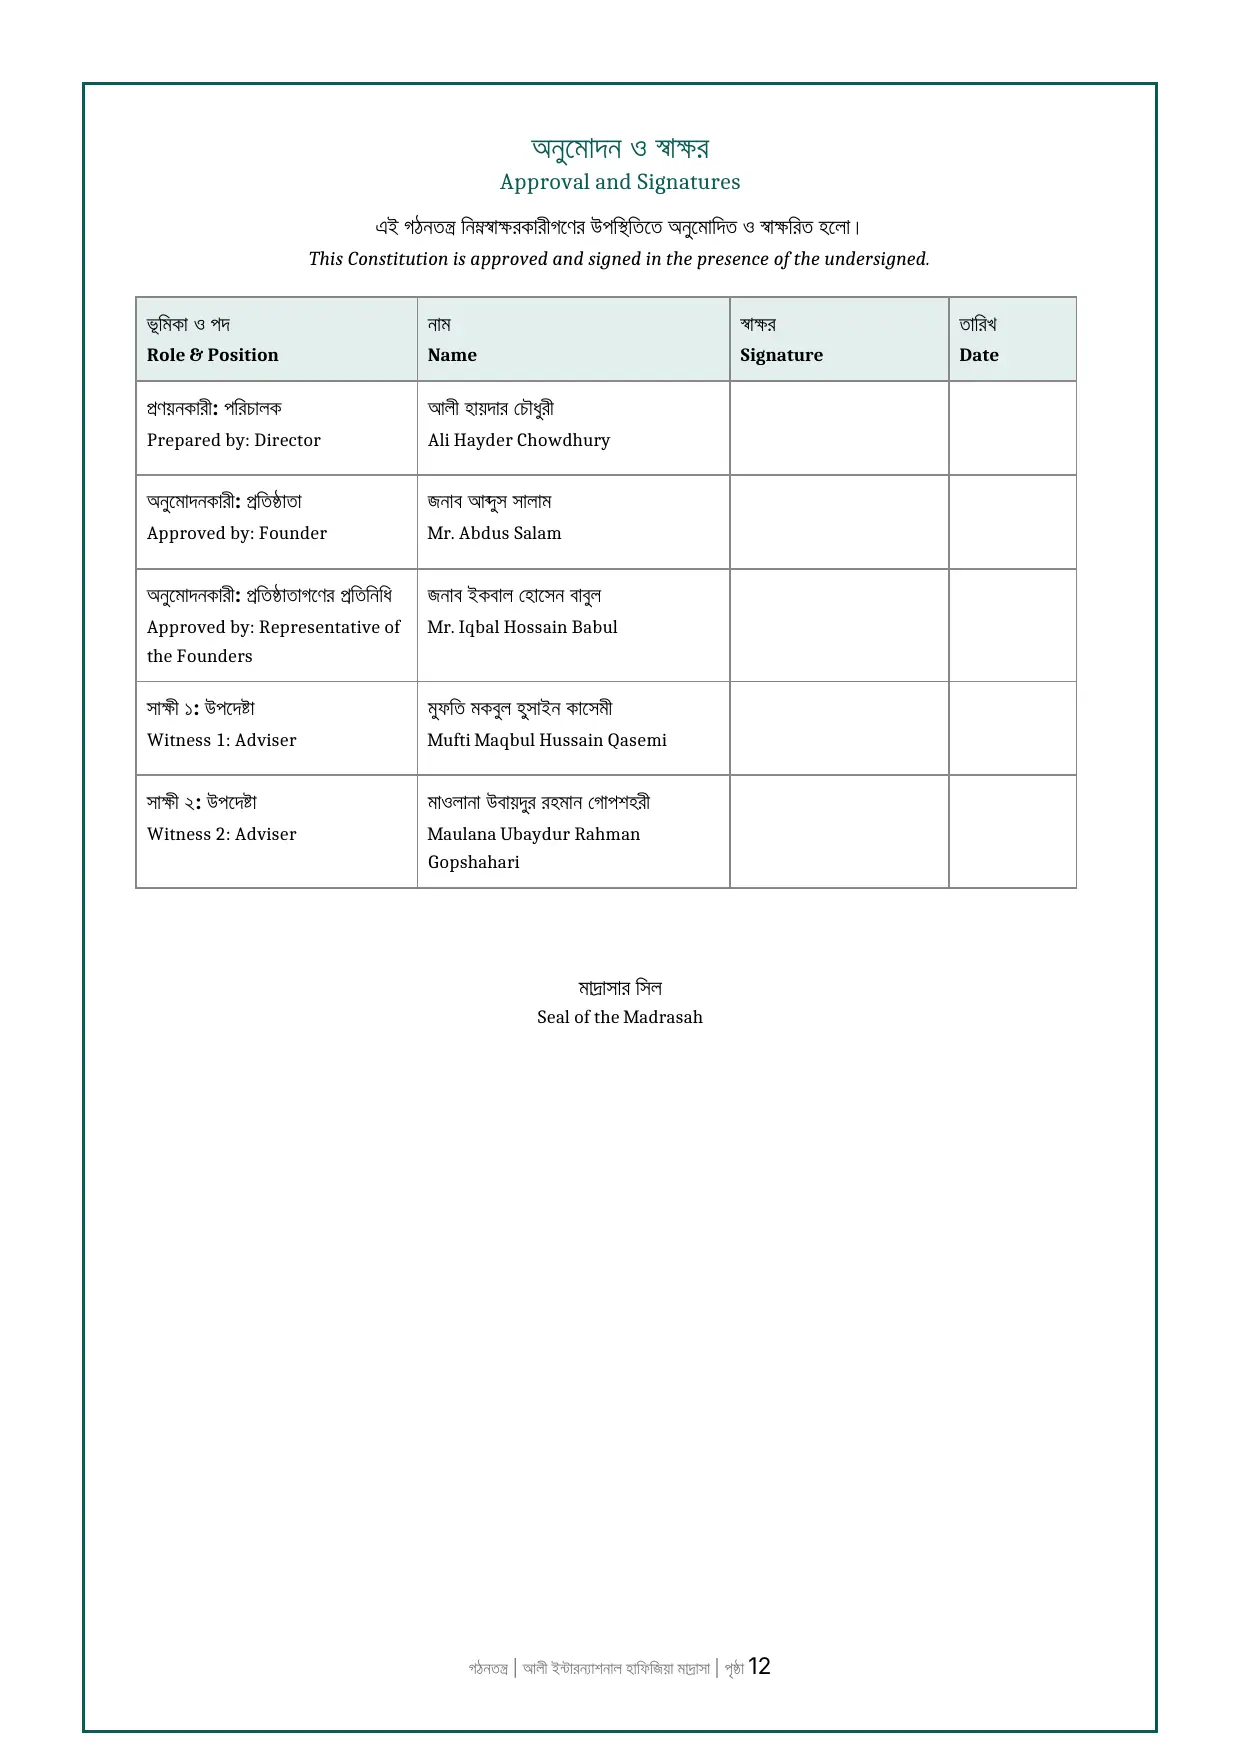 অনুমোদন ও স্বাক্ষর
Approval and Signatures
এই গঠনতন্ত্র নিম্নস্বাক্ষরকারীগণের উপস্থিতিতে অনুমোদিত ও স্বাক্ষরিত হলো।
This Constitution is approved and signed in the presence of the undersigned.
ভূমিকা ও পদ
Role & Position
নাম
Name
স্বাক্ষর
Signature
তারিখ
Date
প্রণয়নকারী: পরিচালক
Prepared by: Director
আলী হায়দার চৌধুরী
Ali Hayder Chowdhury
অনুমোদনকারী: প্রতিষ্ঠাতা
Approved by: Founder
জনাব আব্দুস সালাম
Mr. Abdus Salam
অনুমোদনকারী: প্রতিষ্ঠাতাগণের প্রতিনিধি
Approved by: Representative of
the Founders
জনাব ইকবাল হোসেন বাবুল
Mr. Iqbal Hossain Babul
সাক্ষী ১: উপদেষ্টা
Witness 1: Adviser
মুফতি মকবুল হুসাইন কাসেমী
Mufti Maqbul Hussain Qasemi
সাক্ষী ২: উপদেষ্টা
Witness 2: Adviser
মাওলানা উবায়দুর রহমান গোপশহরী
Maulana Ubaydur Rahman
Gopshahari
মাদ্রাসার সিল
Seal of the Madrasah
গঠনতন্ত্র | আলী ইন্টারন্যাশনাল হাফিজিয়া মাদ্রাসা | পৃষ্ঠা 12